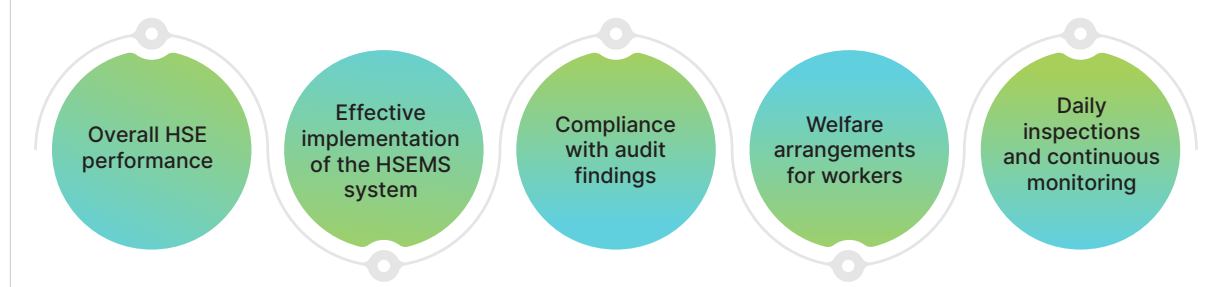 Overall HSE
performance
Effective
implementation
of the HSEMS
system
Compliance
with audit
findings
Welfare
arrangements
for workers
Daily
inspections
and continuous
monitoring